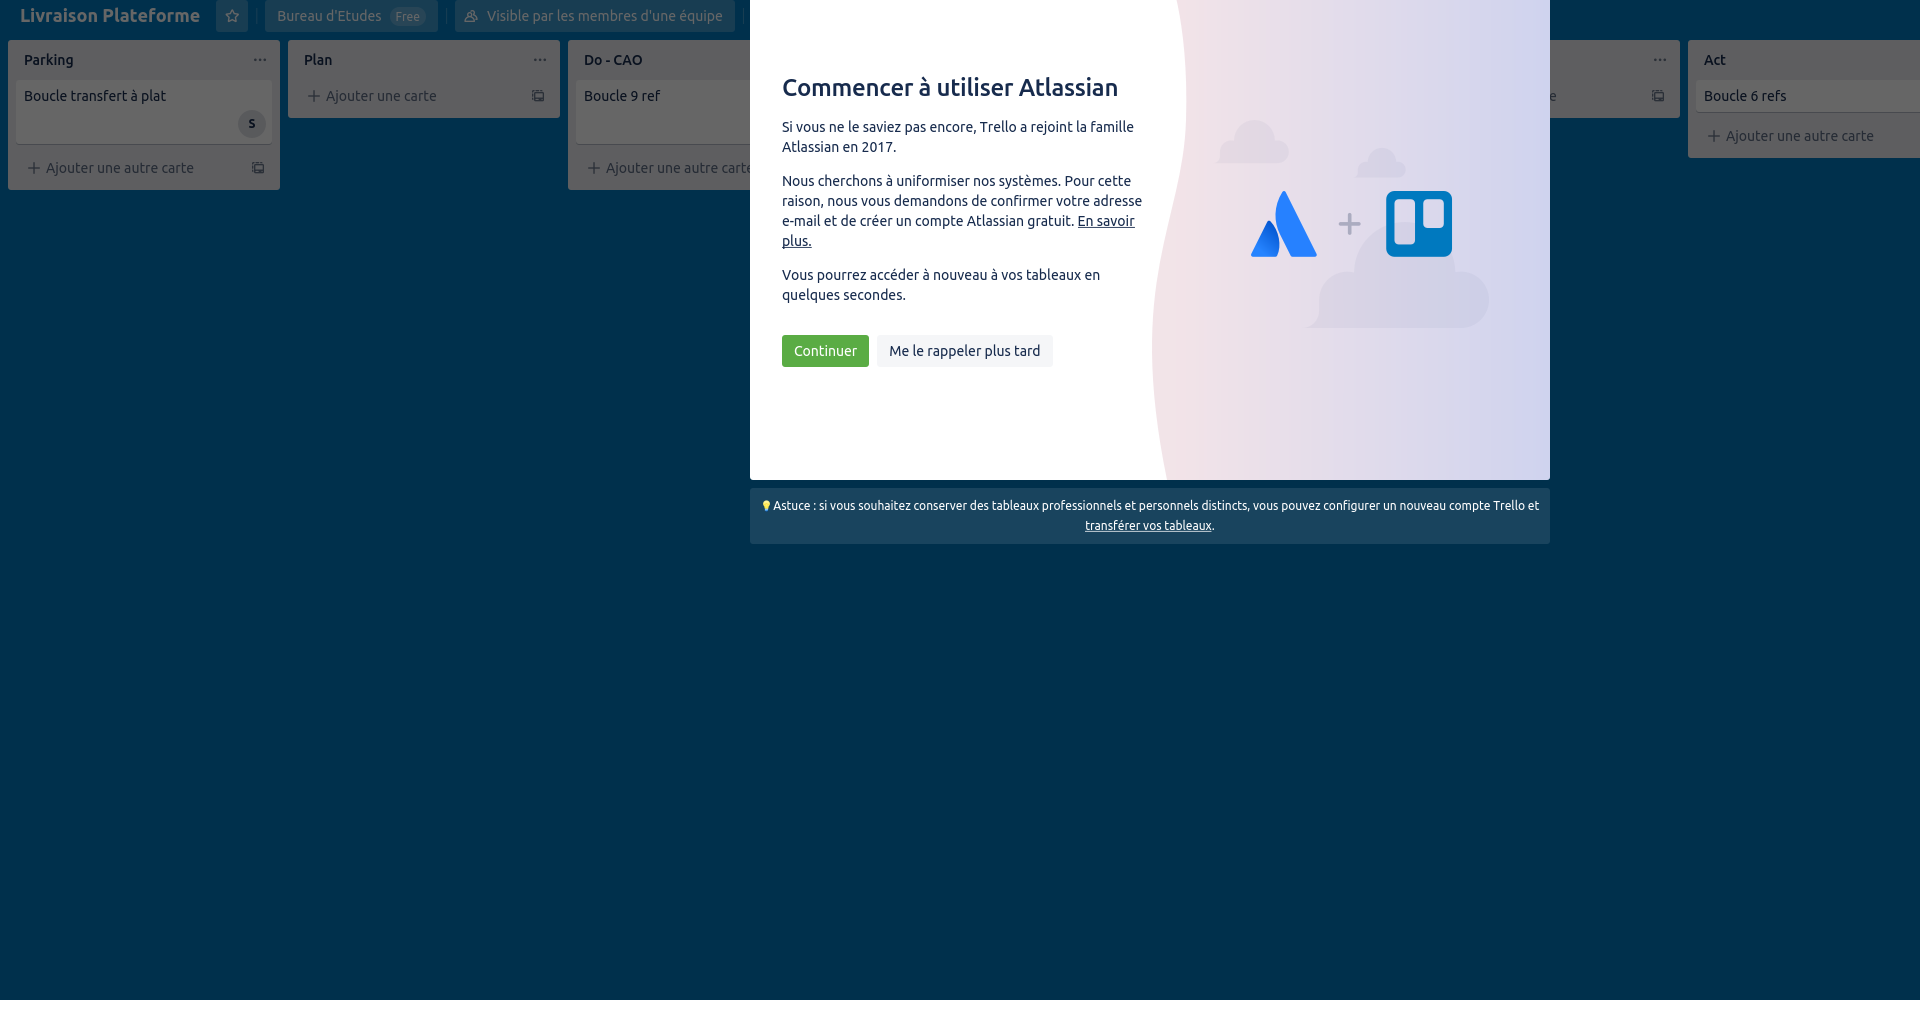 Livraison Plateforme
Bureau d'Etudes Free
Visible par les membres d'une équipe
Parking
Boucle transfert à plat
S
Ajouter une autre carte
Plan
Ajouter une carte
Do - CAO
Boucle 9 ref
Ajouter une autre carte
Commencer à utiliser Atlassian
Si vous ne le saviez pas encore, Trello a rejoint la famille
Atlassian en 2017.
Nous cherchons à uniformiser nos systèmes. Pour cette
raison, nous vous demandons de confirmer votre adresse
e-mail et de créer un compte Atlassian gratuit. En savoir
plus.
Vous pourrez accéder à nouveau à vos tableaux en
quelques secondes.
Continuer
Me le rappeler plus tard
Astuce : si vous souhaitez conserver des tableaux professionnels et personnels distincts, vous pouvez configurer un nouveau compte Trello et
transférer vos tableaux.
e
Act
Boucle 6 refs
Ajouter une autre carte